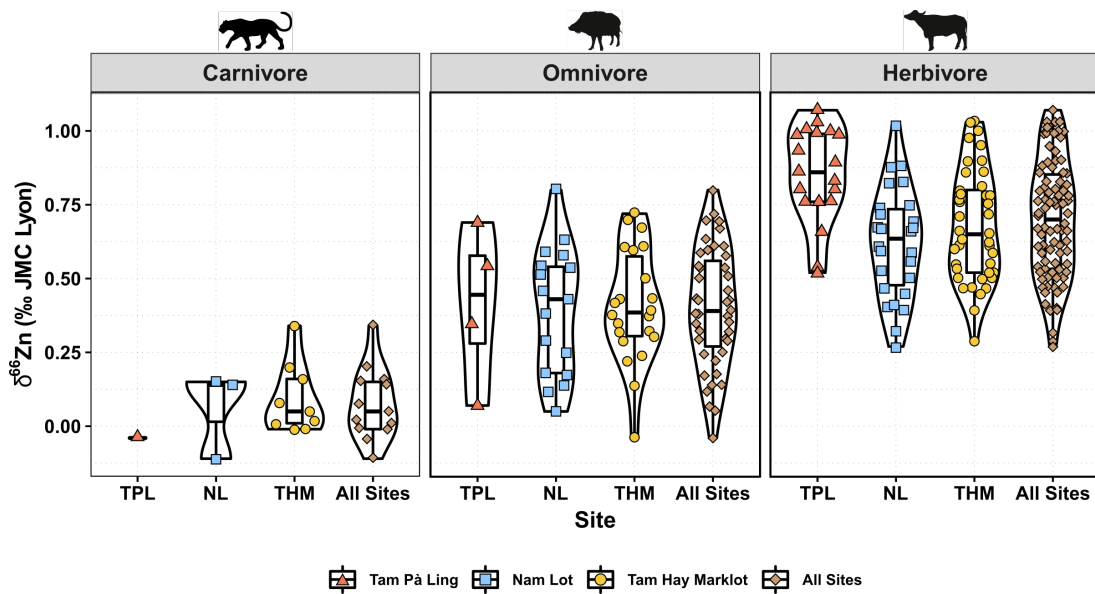 Carnivore Omnivore Herbivore
δ⁶⁶Zn (‰ JMC Lyon)
1.00
0.75
0.50
0.25
0.00
TPL NL THM All Sites TPL NL THM All Sites TPL NL THM All Sites
Site
Tam Pà Ling Nam Lot Tam Hay Marklot All Sites